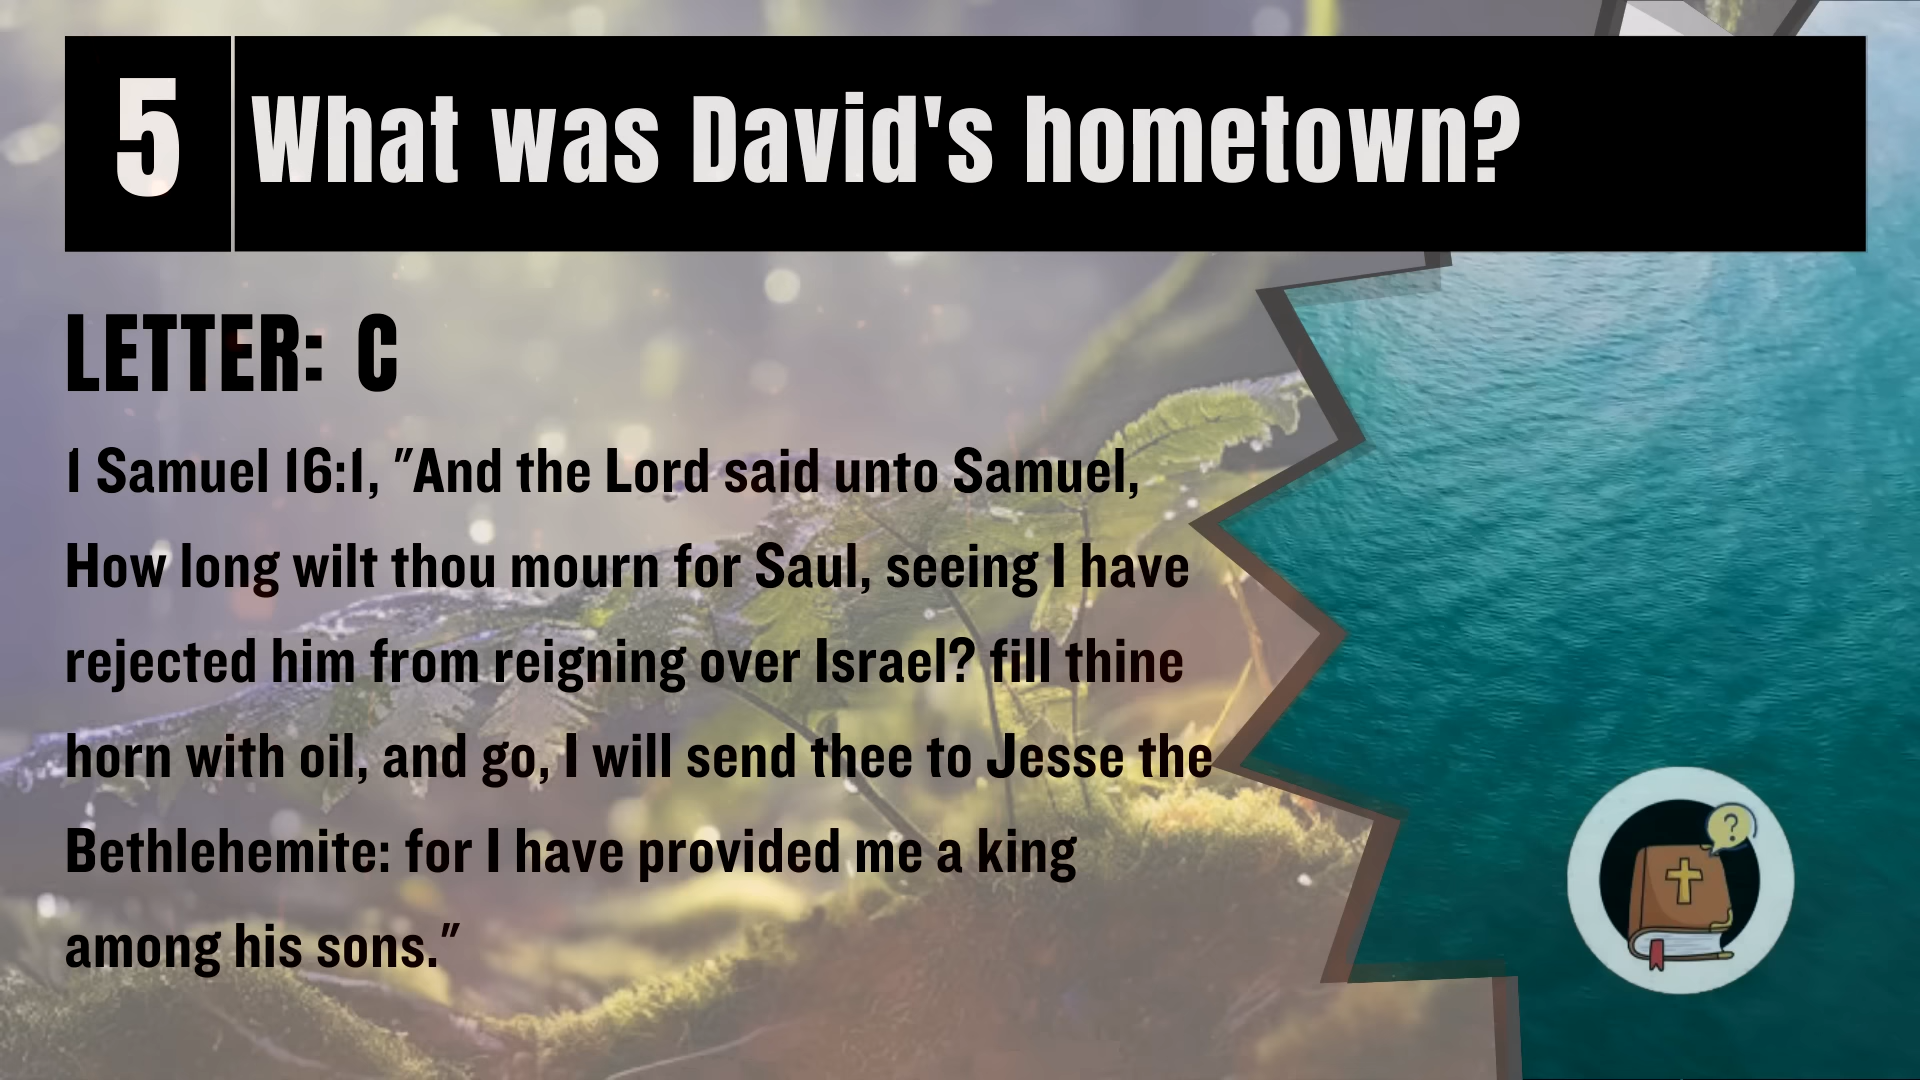 5 What was David's hometown?
LETTER: C
1 Samuel 16:1, "And the Lord said unto Samuel,
How long wilt thou mourn for Saul, seeing I have
rejected him from reigning over Israel? fill thine
horn with oil, and go, I will send thee to Jesse the
Bethlehemite: for I have provided me a king
among his sons."
?